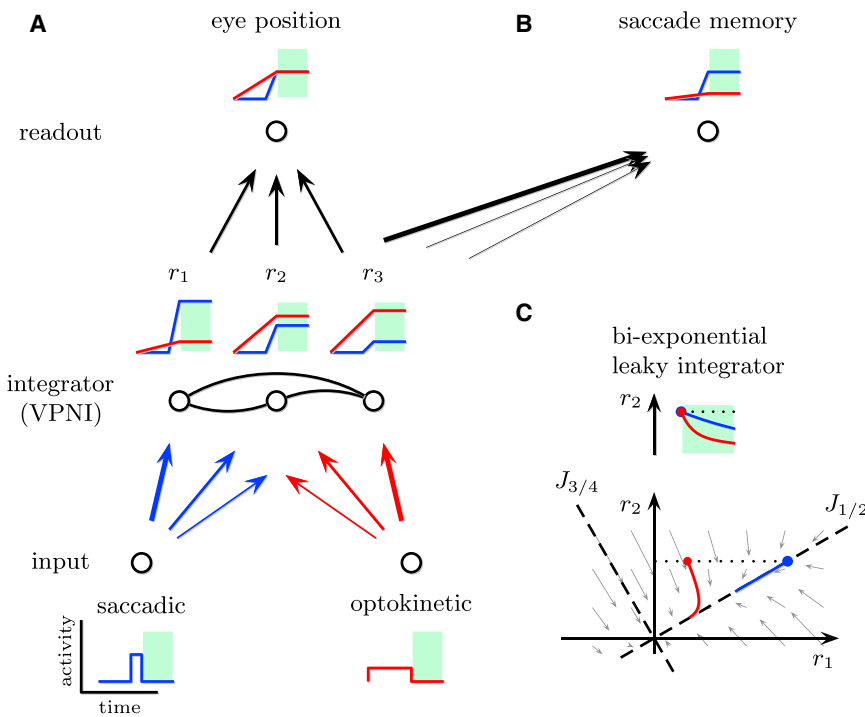 A
eye position
readout
r1 r2 r3
integrator
(VPNI)
input
saccadic
optokinetic
activity
time
B
saccade memory
C
bi-exponential
leaky integrator
r2
J3/4
r2
J1/2
r1